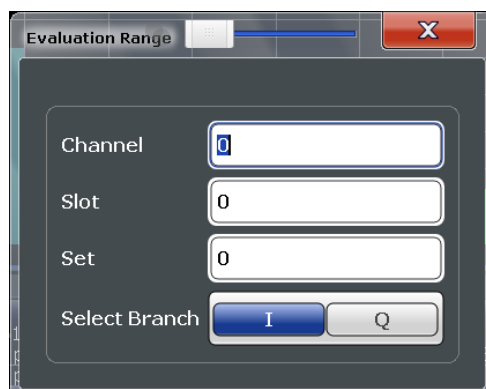 Evaluation Range
Channel 0
Slot 0
Set 0
Select Branch I Q